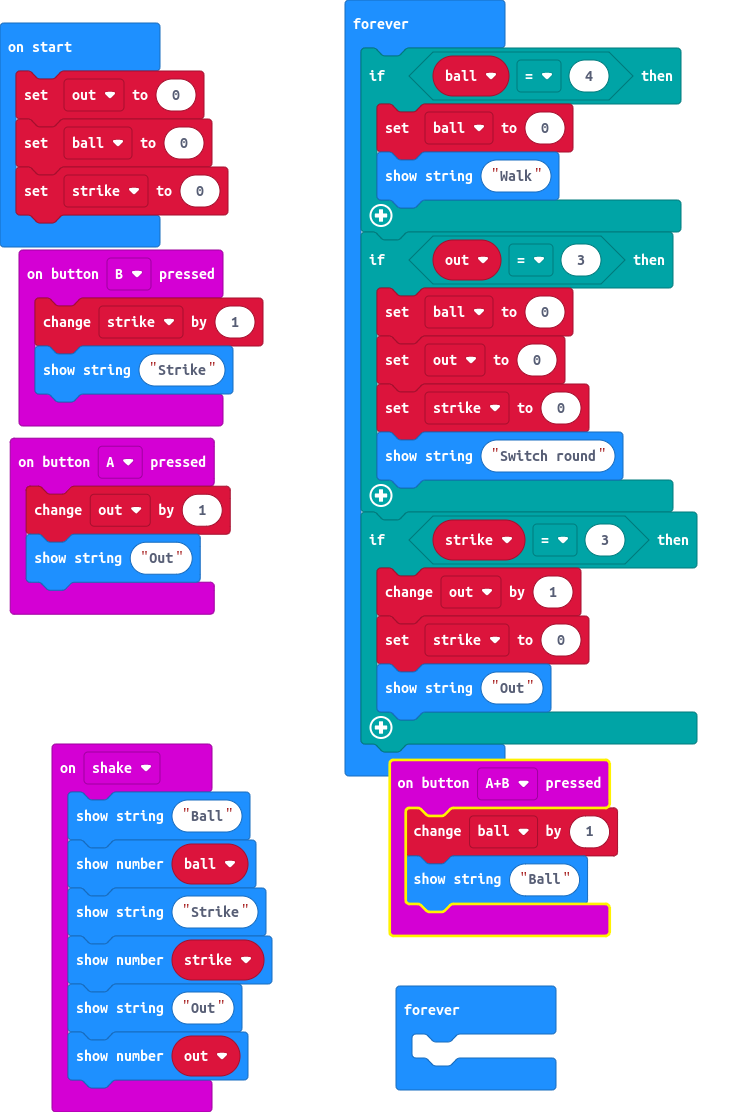 on start
set out to 0
set ball to 0
set strike to 0
on button B pressed
change strike by 1
show string "Strike"
on button A pressed
change out by 1
show string "Out"
on shake
show string "Ball"
show number ball
show string "Strike"
show number strike
show string "Out"
show number out
forever
if ball = 4 then
set ball to 0
show string "Walk"
if out = 3 then
set ball to 0
set out to 0
set strike to 0
show string "Switch round"
if strike = 3 then
change out by 1
set strike to 0
show string "Out"
on button A+B pressed
change ball by 1
show string "Ball"
forever